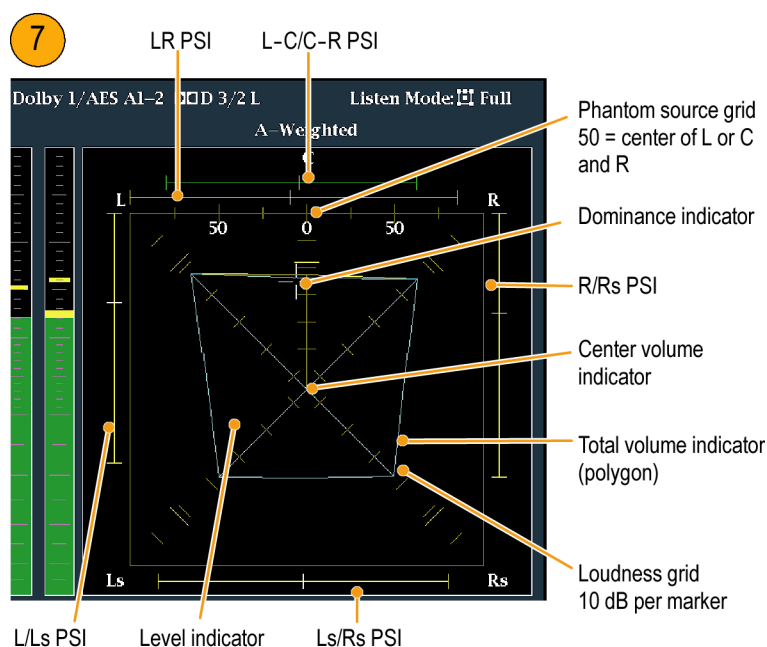 7
LR PSI
L-C/C-R PSI
Dolby 1/AES A1-2 D 3/2 L
Listen Mode: Full
A-Weighted
C
L
R
50
0
50
Phantom source grid
50 = center of L or C
and R
Dominance indicator
R/Rs PSI
Center volume
indicator
Total volume indicator
(polygon)
Loudness grid
10 dB per marker
Ls
Rs
L/Ls PSI
Level indicator
Ls/Rs PSI